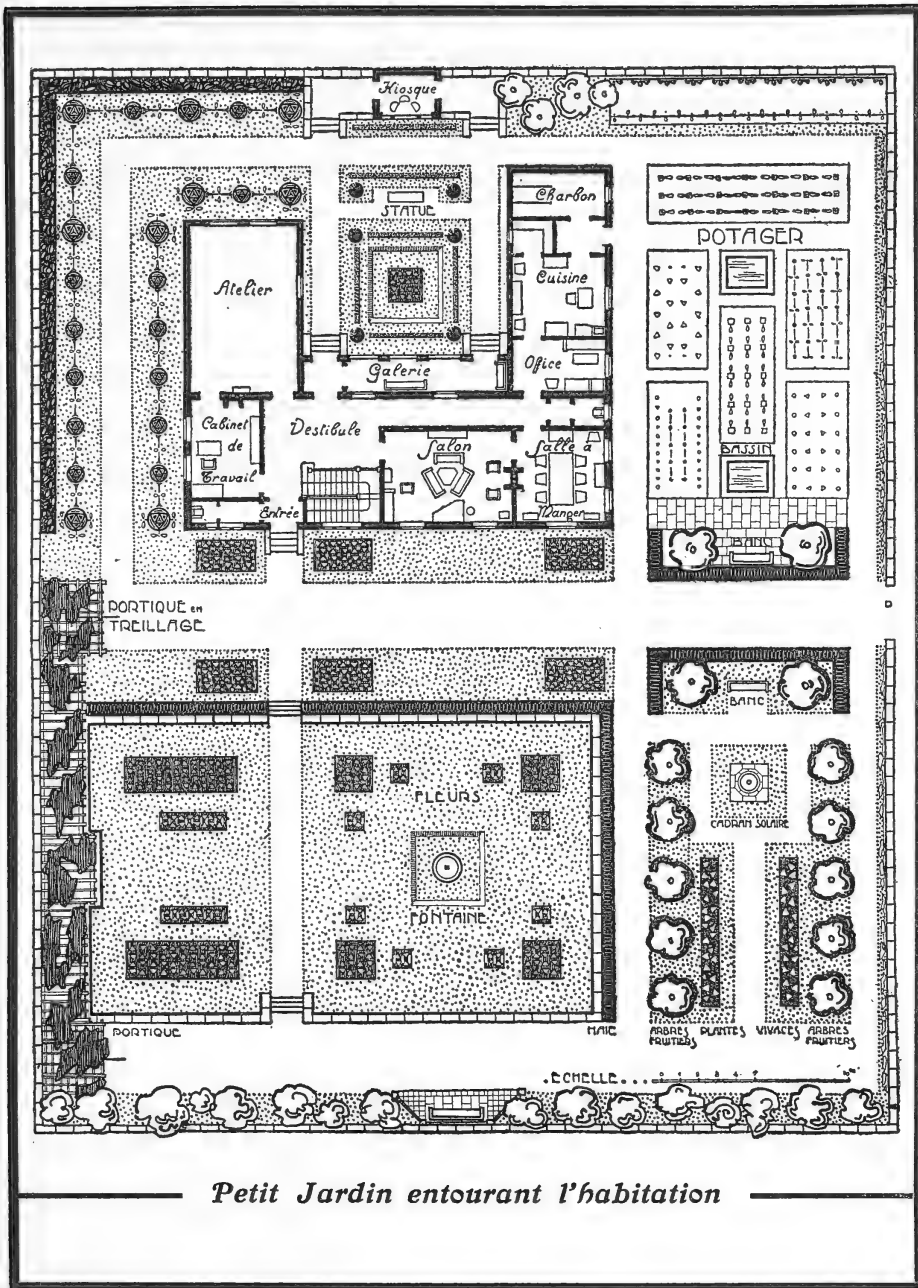 Kiosque
Charbon
STATUE
POTAGER
Cuisine
Atelier
Galerie
Office
Cabinet
de
Travail
Destibule
Salon
Salle à
Manger
Entrée
BASSIN
BANC
PORTIQUE EN
TREILLAGE
BANC
FLEURS
CADRAN SOLAIRE
FONTAINE
PORTIQUE
HAIE
ARBRES
FRUITIERS
PLANTES
VIVACES
ARBRES
FRUITIERS
.ECHELLE...
Petit Jardin entourant l'habitation